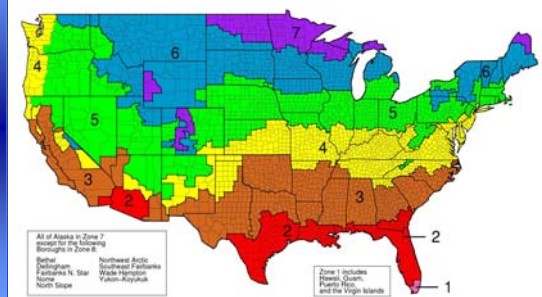 7
6
6
4
5
5
4
3
3
2
2
2
1
All of Alaska in Zone 7
except for the following
Boroughs in Zone 8:
Bethel Northwest Arctic
Dellingham Southeast Fairbanks
Fairbanks N. Star Wade Hampton
Nome Yukon-Koyukuk
North Slope
Zone 1 includes
Hawaii, Guam,
Puerto Rico,
and the Virgin Islands